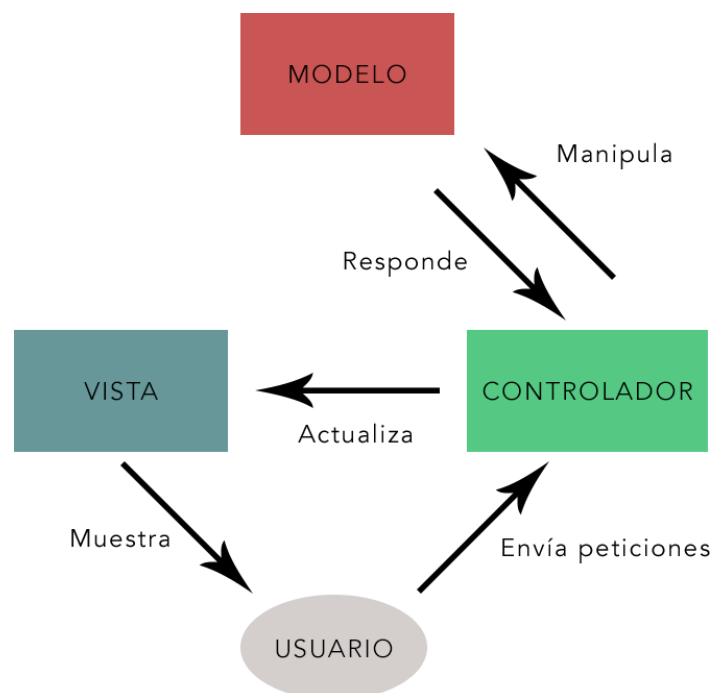 MODELO
Manipula
Responde
VISTA
CONTROLADOR
Actualiza
Muestra
Envía peticiones
USUARIO